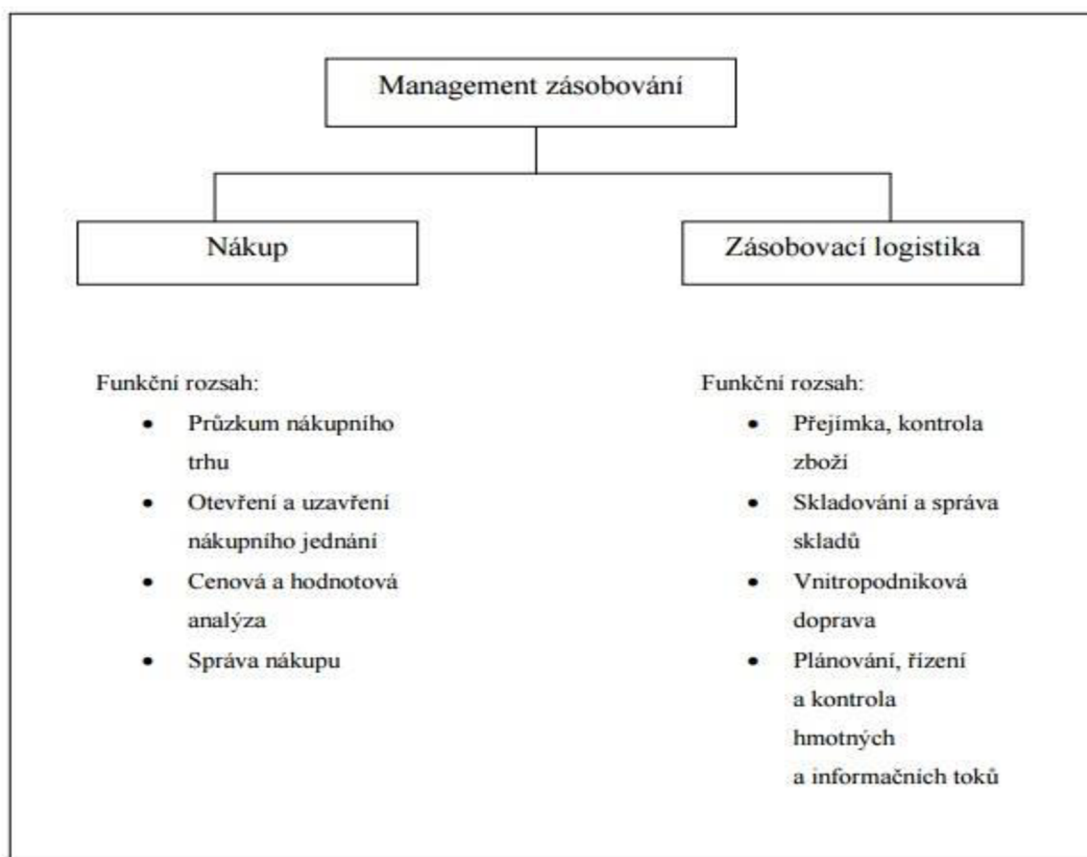 Management zásobování
Nákup
Zásobovací logistika
Funkční rozsah:
• Průzkum nákupního
trhu
• Otevření a uzavření
nákupního jednání
• Cenová a hodnotová
analýza
• Správa nákupu
Funkční rozsah:
• Přejímka, kontrola
zboží
• Skladování a správa
skladů
• Vnitropodniková
doprava
• Plánování, řízení
a kontrola
hmotných
a informačních toků